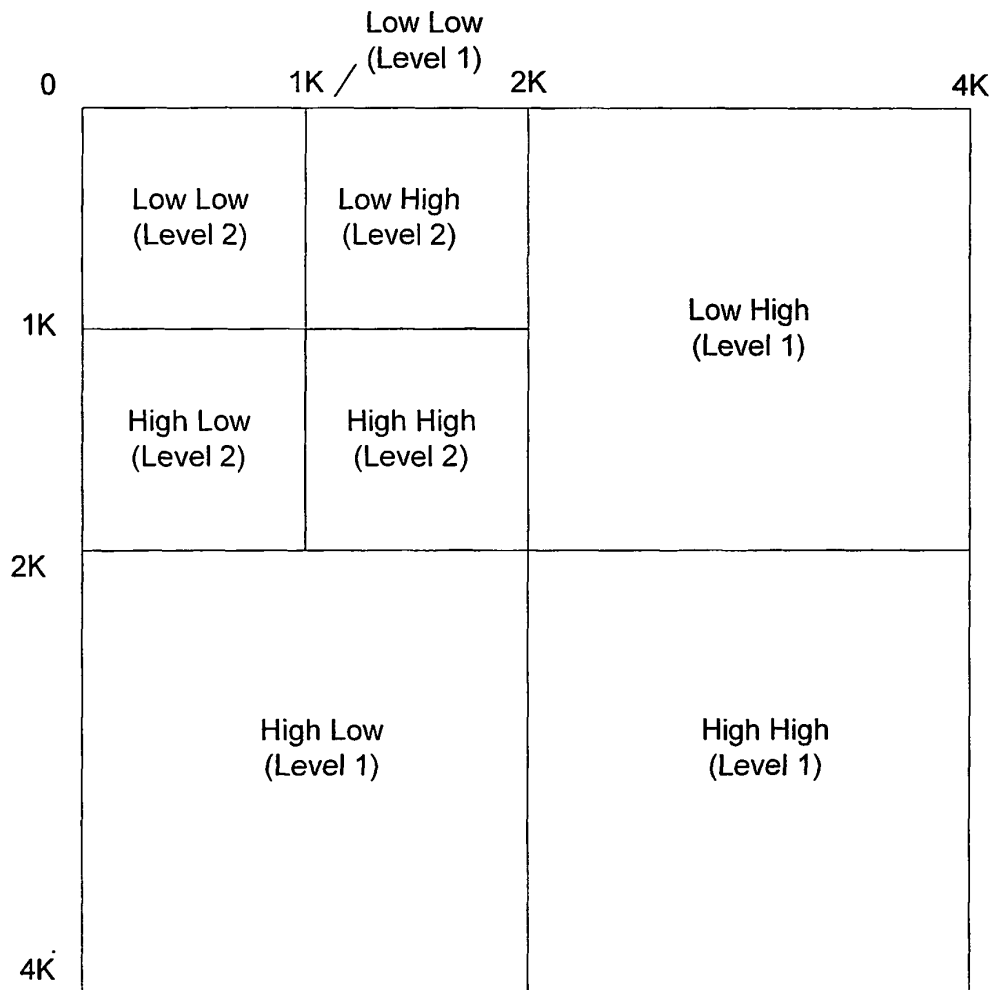 Low Low
(Level 1)
0 1K 2K 4K
Low Low
(Level 2)
Low High
(Level 2)
Low High
(Level 1)
1K
High Low
(Level 2)
High High
(Level 2)
2K
High Low
(Level 1)
High High
(Level 1)
4K